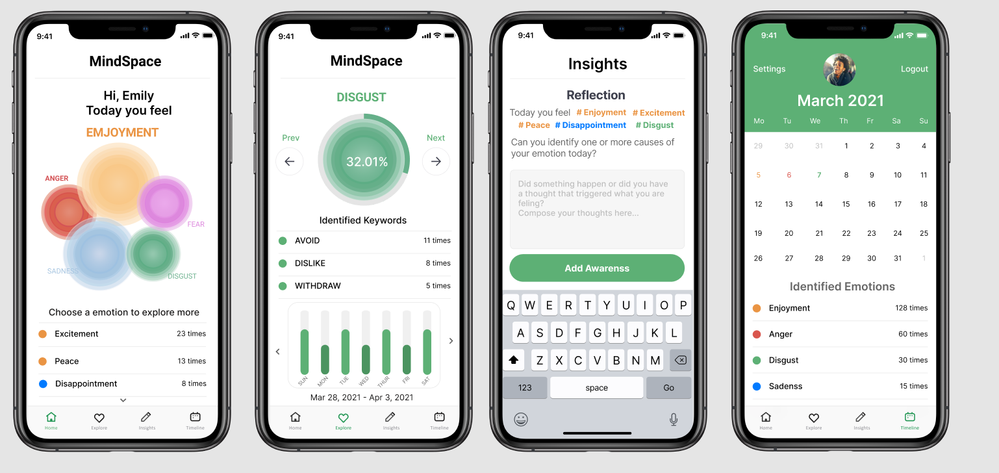 9:41
MindSpace
Hi, Emily
Today you feel
EMJOYMENT
ANGER
FEAR
SADNESS
DISGUST
Choose a emotion to explore more
Excitement 23 times
Peace 13 times
Disappointment 8 times
Home Explore Insights Timeline
9:41
MindSpace
DISGUST
Prev Next
32.01%
Identified Keywords
AVOID 11 times
DISLIKE 8 times
WITHDRAW 5 times
SUN MON TUE WED THUR FRI SAT
Mar 28, 2021 - Apr 3, 2021
Home Explore Insights Timeline
9:41
Insights
Reflection
Today you feel # Enjoyment # Excitement
# Peace # Disappointment # Disgust
Can you identify one or more causes of
your emotion today?
Did something happen or did you have
a thought that triggered what you are
feling?
Compose your thoughts here...
Add Awarenss
Q W E R T Y U I O P
A S D F G H J K L
Z X C V B N M
123 space Go
9:41
Settings Logout
March 2021
Mo Tu We Th Fr Sa Su
29 30 31 1 2 3 4
5 6 7 8 9 10 11
12 13 14 15 16 17 18
19 20 21 22 23 24 25
26 27 28 29 30 31 1
Identified Emotions
Enjoyment 128 times
Anger 60 times
Disgust 30 times
Sadenss 15 times
Home Explore Insights Timeline